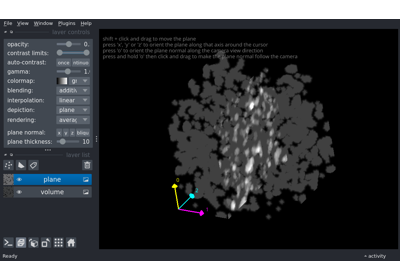 File View Window Plugins Help
layer controls
opacity: 0.
contrast limits:
auto-contrast: once
gamma: 1.
colormap: gr
blending: additiv
interpolation: linear
depiction: plane
rendering: averag
plane normal: x y z
plane thickness: 10
layer list
plane
volume
Ready
activity
shift + click and drag to move the plane
press 'x', 'y' or 'z' to orient the plane along that axis around the cursor
press 'o' to orient the plane normal along the camera view direction
press and hold 'o' then click and drag to make the plane normal follow the camera
0
2